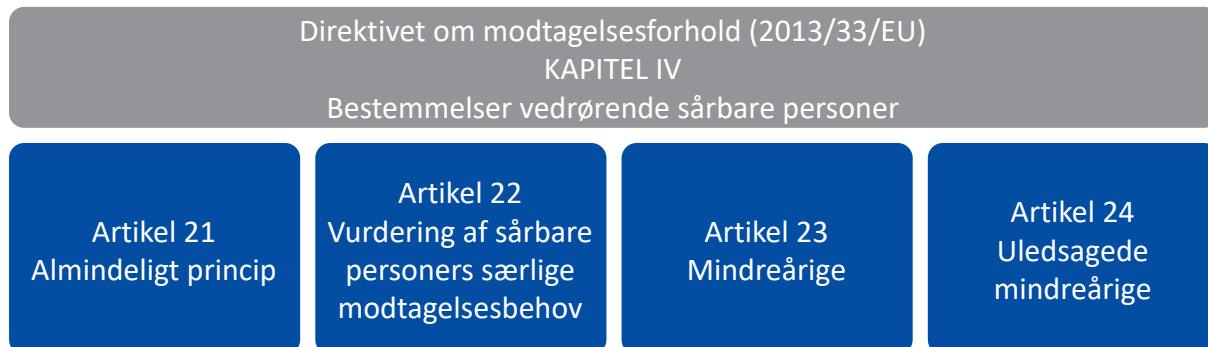 Direktivet om modtagelsesforhold (2013/33/EU)
KAPITEL IV
Bestemmelser vedrørende sårbare personer
Artikel 21
Almindeligt princip
Artikel 22
Vurdering af sårbare
personers særlige
modtagelsesbehov
Artikel 23
Mindreårige
Artikel 24
Uledsagede
mindreårige